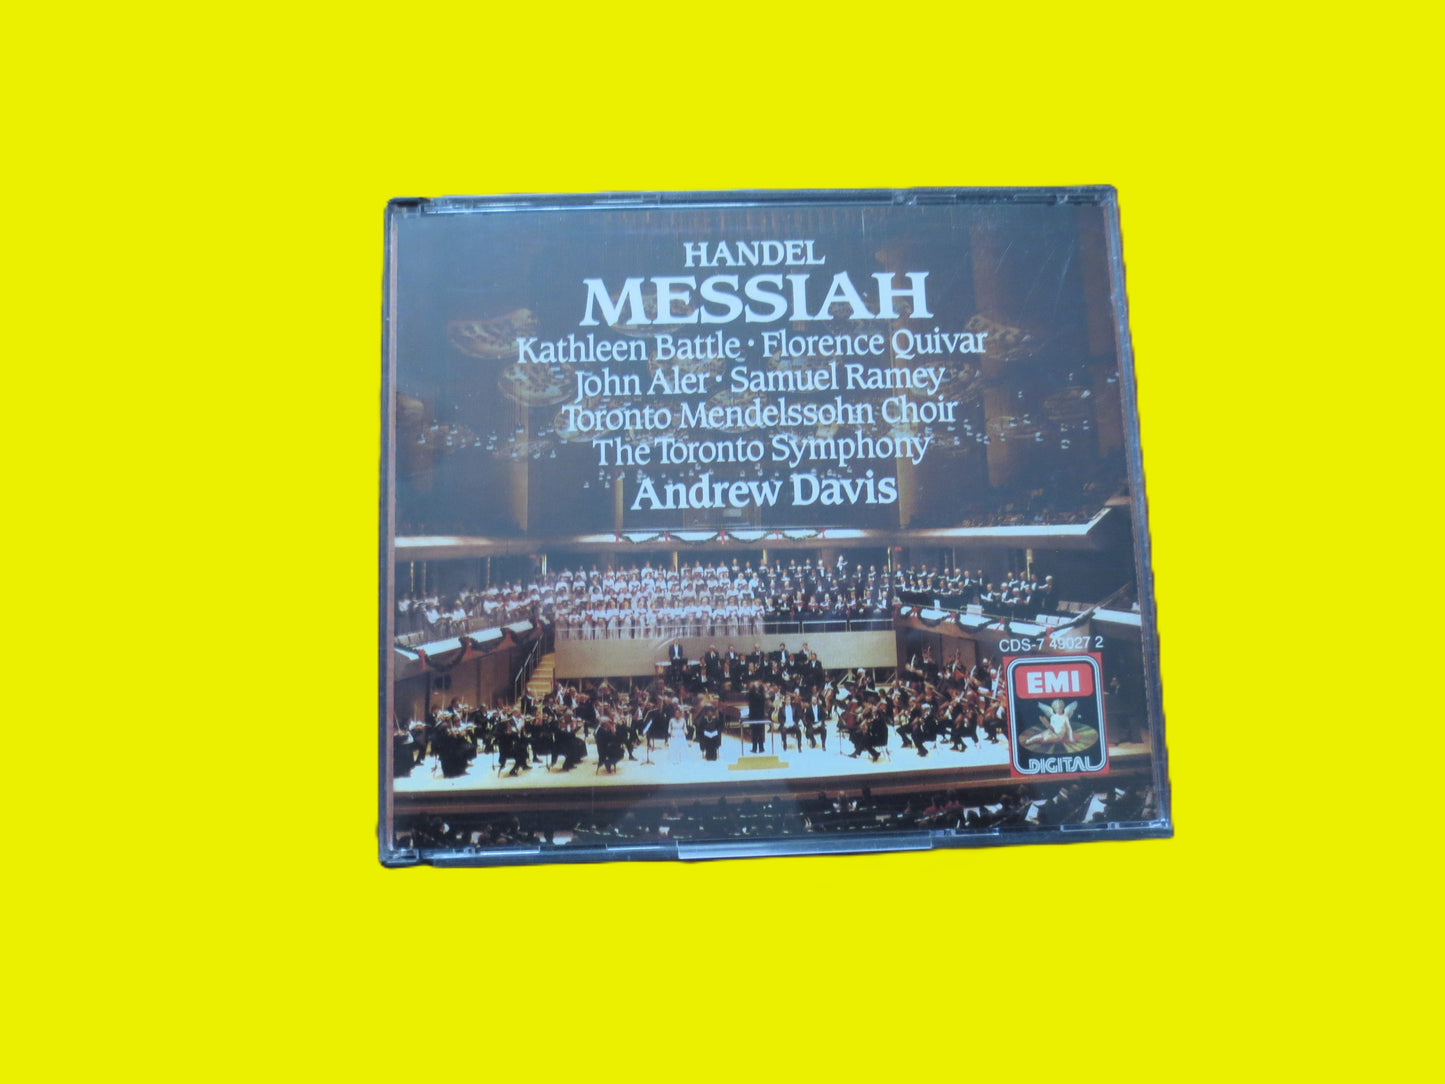 HANDEL
MESSIAH
Kathleen Battle · Florence Quivar
John Aler · Samuel Ramey
Toronto Mendelssohn Choir
The Toronto Symphony
Andrew Davis
CDS-7 49027 2
EMI
DIGITAL